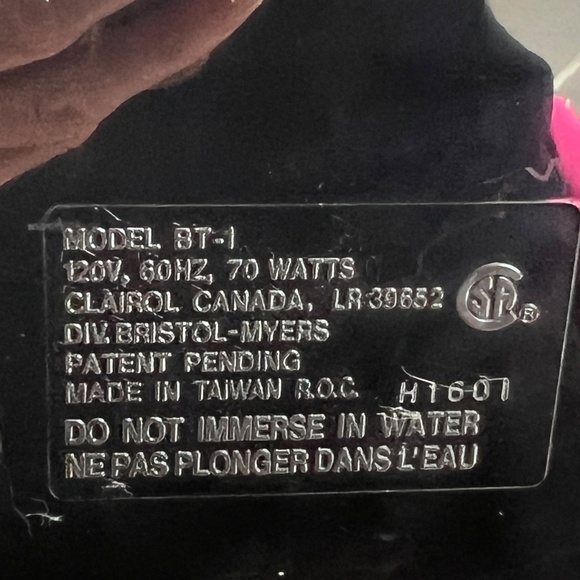 MODEL BT-1
120V, 60HZ, 70 WATTS
CLAIROL CANADA, LR 39652
DIV. BRISTOL-MYERS
PATENT PENDING
MADE IN TAIWAN R.O.C. H1601
DO NOT IMMERSE IN WATER
NE PAS PLONGER DANS L'EAU
SA ®